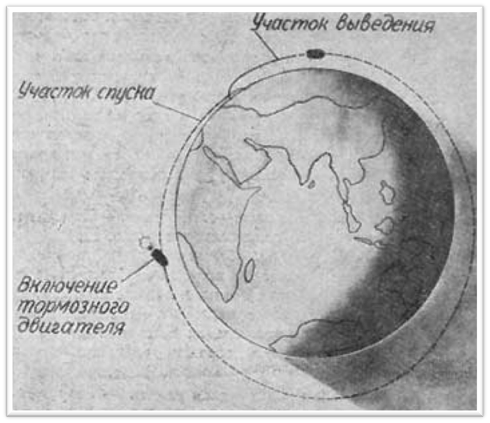 Участок выведения
Участок спуска
Включение
тормозного
двигателя